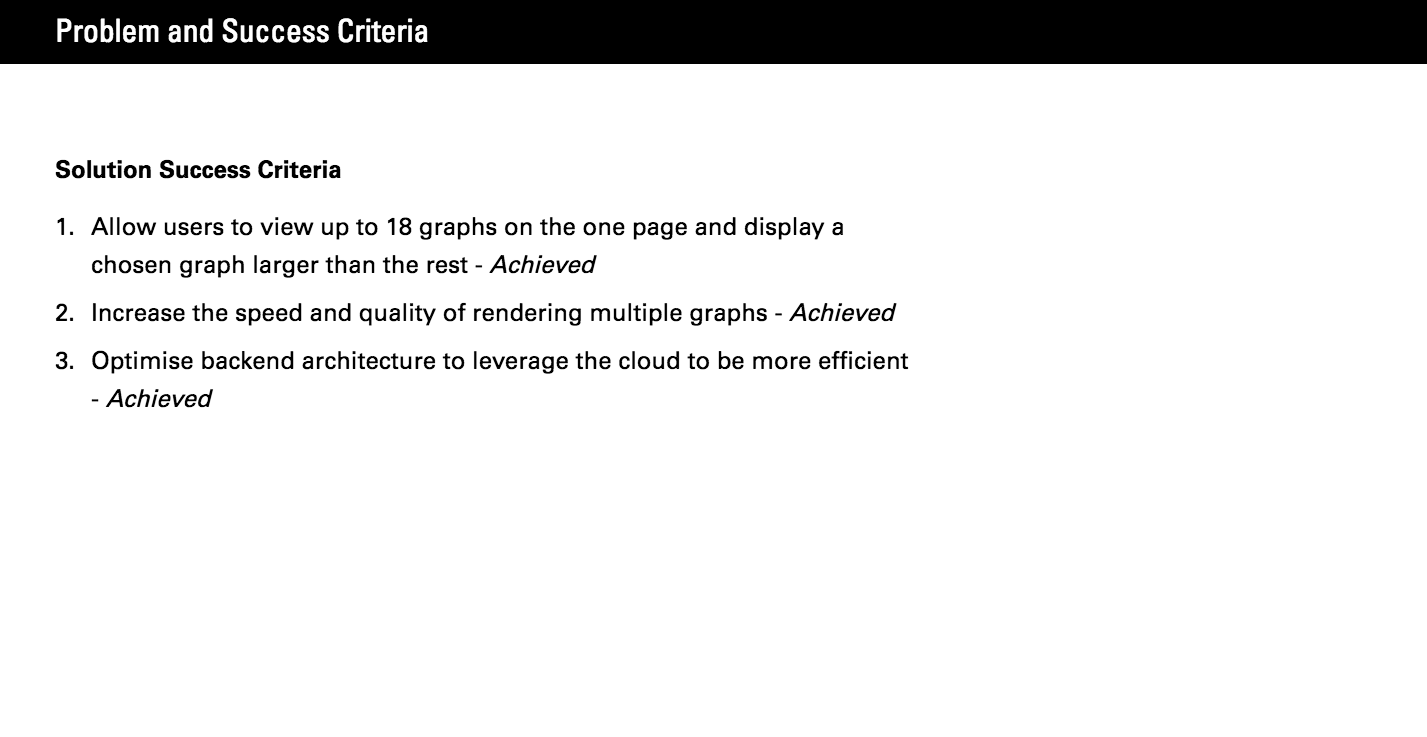 Problem and Success Criteria
Solution Success Criteria
1. Allow users to view up to 18 graphs on the one page and display a
chosen graph larger than the rest - Achieved
2. Increase the speed and quality of rendering multiple graphs - Achieved
3. Optimise backend architecture to leverage the cloud to be more efficient
- Achieved